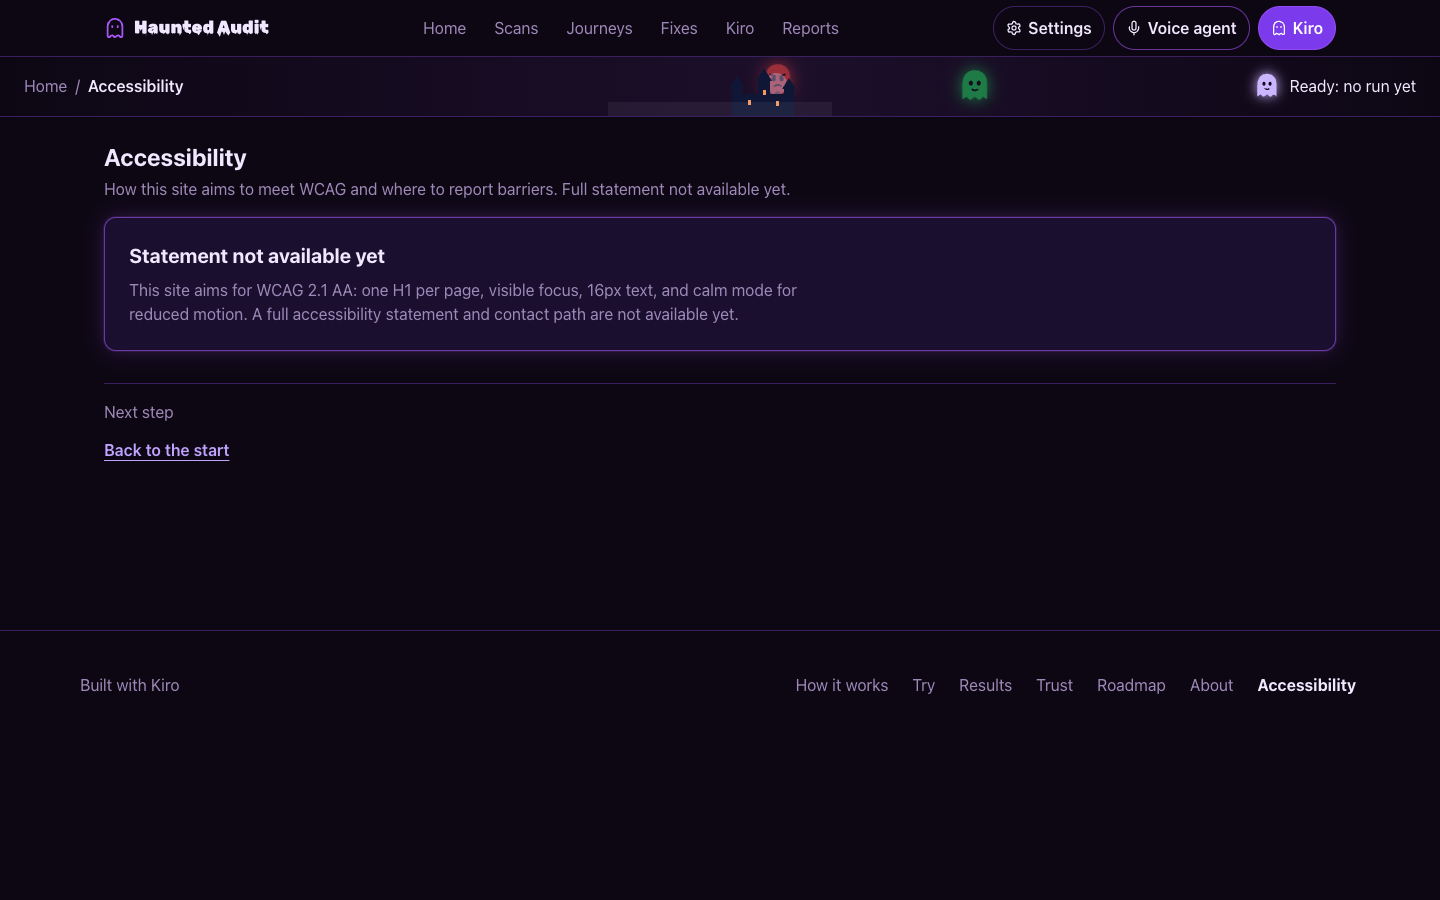 Haunted Audit
Home Scans Journeys Fixes Kiro Reports
Settings Voice agent Kiro
Home / Accessibility
Ready: no run yet
Accessibility
How this site aims to meet WCAG and where to report barriers. Full statement not available yet.
Statement not available yet
This site aims for WCAG 2.1 AA: one H1 per page, visible focus, 16px text, and calm mode for
reduced motion. A full accessibility statement and contact path are not available yet.
Next step
Back to the start
Built with Kiro
How it works Try Results Trust Roadmap About Accessibility